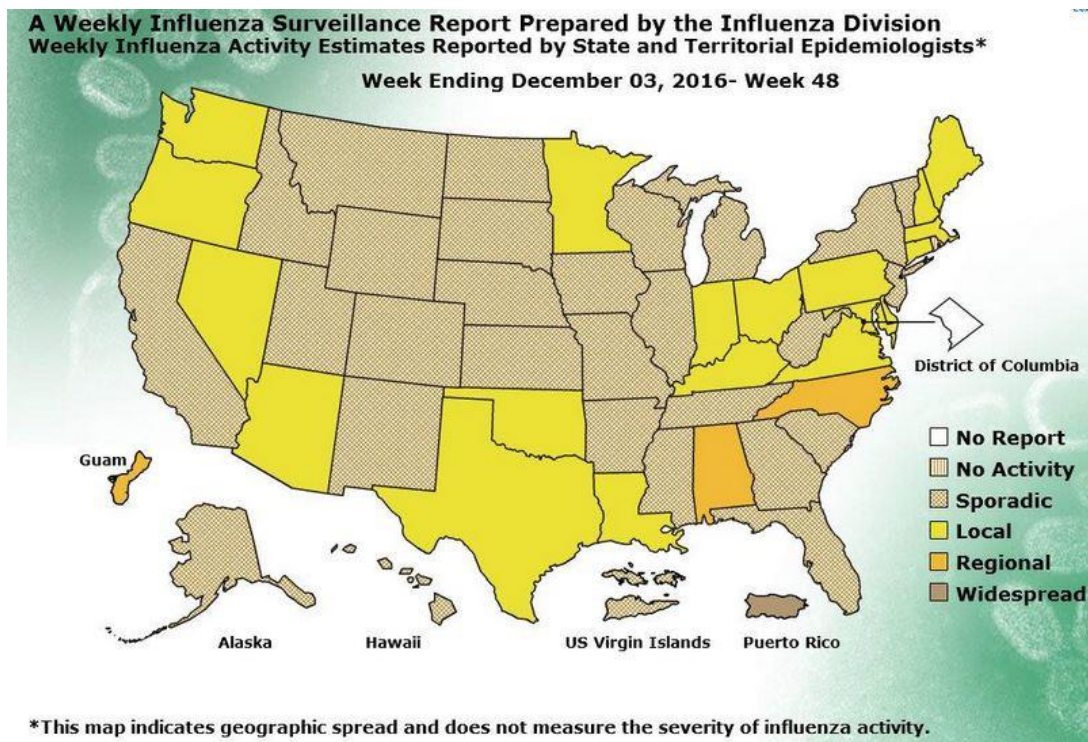 A Weekly Influenza Surveillance Report Prepared by the Influenza Division
Weekly Influenza Activity Estimates Reported by State and Territorial Epidemiologists*
Week Ending December 03, 2016- Week 48
District of Columbia
Guam
No Report
No Activity
Sporadic
Local
Regional
Widespread
Alaska
Hawaii
US Virgin Islands
Puerto Rico
*This map indicates geographic spread and does not measure the severity of influenza activity.